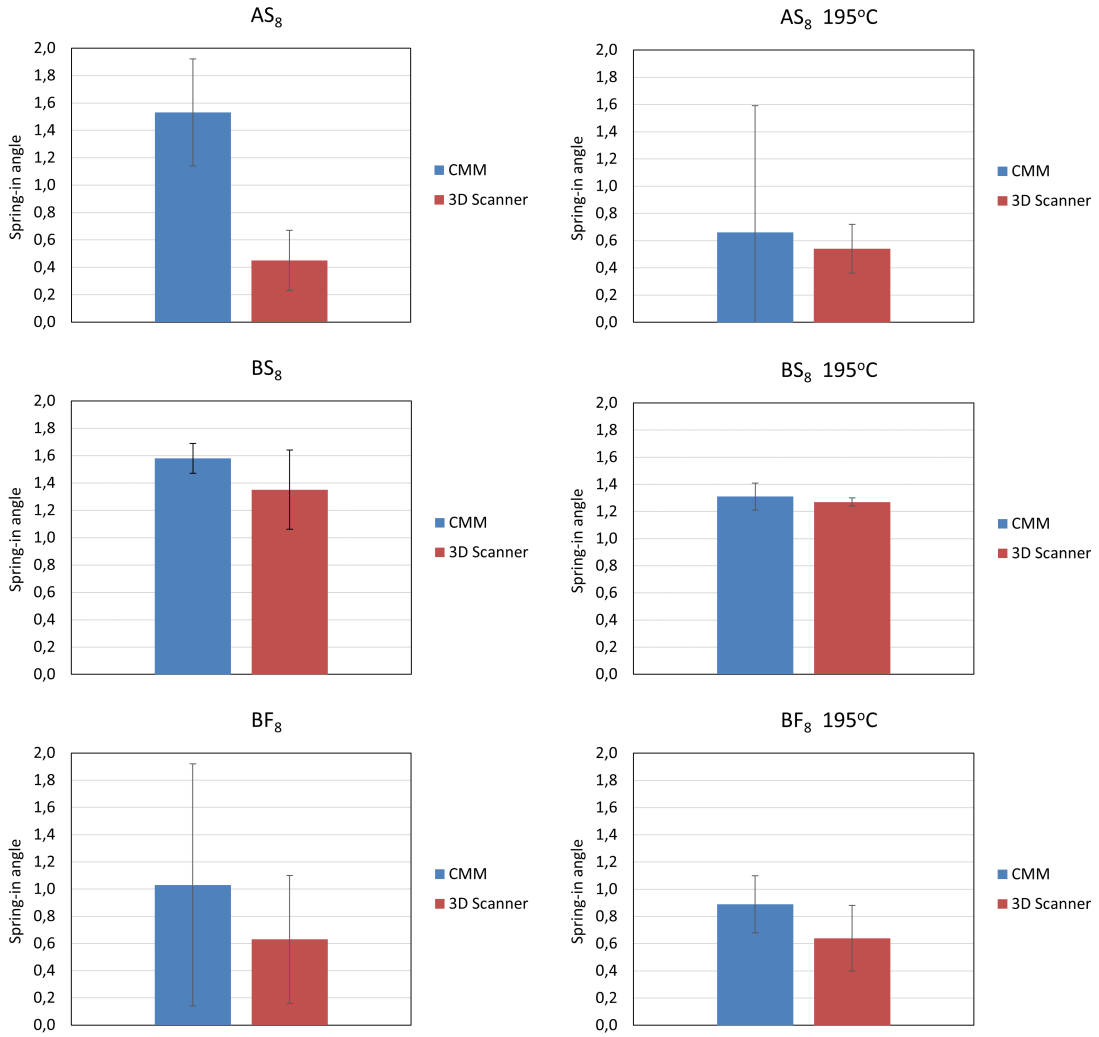 AS₈
2,0
1,8
1,6
1,4
1,2
1,0
0,8
0,6
0,4
0,2
0,0
Spring-in angle
CMM
3D Scanner
AS₈ 195ºC
2,0
1,8
1,6
1,4
1,2
1,0
0,8
0,6
0,4
0,2
0,0
Spring-in angle
CMM
3D Scanner
BS₈
2,0
1,8
1,6
1,4
1,2
1,0
0,8
0,6
0,4
0,2
0,0
Spring-in angle
CMM
3D Scanner
BS₈ 195ºC
2,0
1,8
1,6
1,4
1,2
1,0
0,8
0,6
0,4
0,2
0,0
Spring-in angle
CMM
3D Scanner
BF₈
2,0
1,8
1,6
1,4
1,2
1,0
0,8
0,6
0,4
0,2
0,0
Spring-in angle
CMM
3D Scanner
BF₈ 195ºC
2,0
1,8
1,6
1,4
1,2
1,0
0,8
0,6
0,4
0,2
0,0
Spring-in angle
CMM
3D Scanner